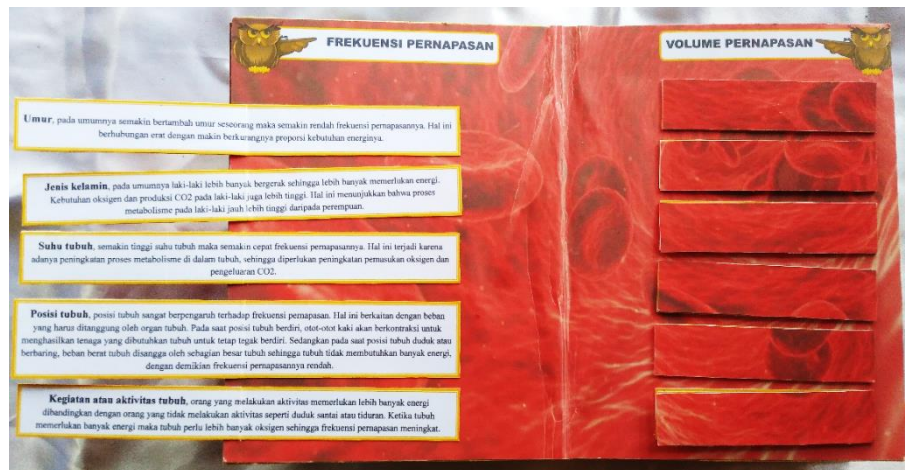 FREKUENSI PERNAPASAN
VOLUME PERNAPASAN
Umur, pada umumnya semakin bertambah umur seseorang maka semakin rendah frekuensi pernapasannya. Hal ini
berhubungan erat dengan makin berkurangnya proporsi kebutuhan energinya.
Jenis kelamin, pada umumnya laki-laki lebih banyak bergerak sehingga lebih banyak memerlukan energi.
Kebutuhan oksigen dan produksi CO2 pada laki-laki juga lebih tinggi. Hal ini menunjukkan bahwa proses
metabolisme pada laki-laki jauh lebih tinggi daripada perempuan.
Suhu tubuh, semakin tinggi suhu tubuh maka semakin cepat frekuensi pernapasannya. Hal ini terjadi karena
adanya peningkatan proses metabolisme di dalam tubuh, sehingga diperlukan peningkatan pemasukan oksigen dan
pengeluaran CO2.
Posisi tubuh, posisi tubuh sangat berpengaruh terhadap frekuensi pernapasan. Hal ini berkaitan dengan beban
yang harus ditanggung oleh organ tubuh. Pada saat posisi tubuh berdiri, otot-otot kaki akan berkontraksi untuk
menghasilkan tenaga yang dibutuhkan tubuh untuk tetap tegak berdiri. Sedangkan pada saat posisi tubuh duduk atau
berbaring, beban berat tubuh disangga oleh sebagian besar tubuh sehingga tubuh tidak membutuhkan banyak energi,
dengan demikian frekuensi pernapasannya rendah.
Kegiatan atau aktivitas tubuh, orang yang melakukan aktivitas memerlukan lebih banyak energi
dibandingkan dengan orang yang tidak melakukan aktivitas seperti duduk santai atau tiduran. Ketika tubuh
memerlukan banyak energi maka tubuh perlu lebih banyak oksigen sehingga frekuensi pernapasan meningkat.